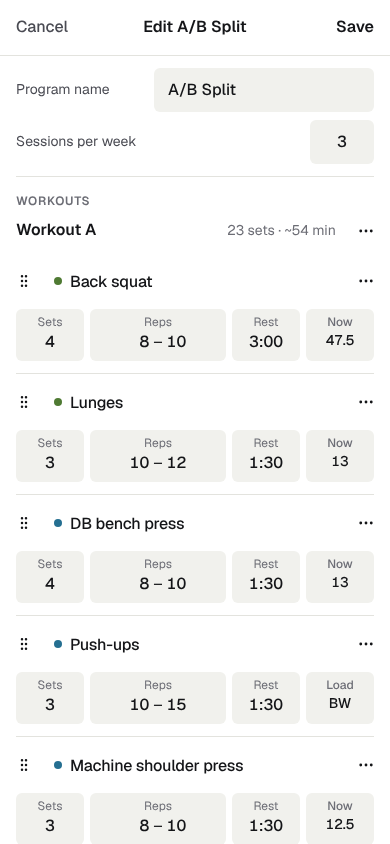 Cancel Edit A/B Split Save
Program name A/B Split
Sessions per week 3
WORKOUTS
Workout A 23 sets · ~54 min
Back squat
Sets Reps Rest Now
4 8 – 10 3:00 47.5
Lunges
Sets Reps Rest Now
3 10 – 12 1:30 13
DB bench press
Sets Reps Rest Now
4 8 – 10 1:30 13
Push-ups
Sets Reps Rest Load
3 10 – 15 1:30 BW
Machine shoulder press
Sets Reps Rest Now
3 8 – 10 1:30 12.5